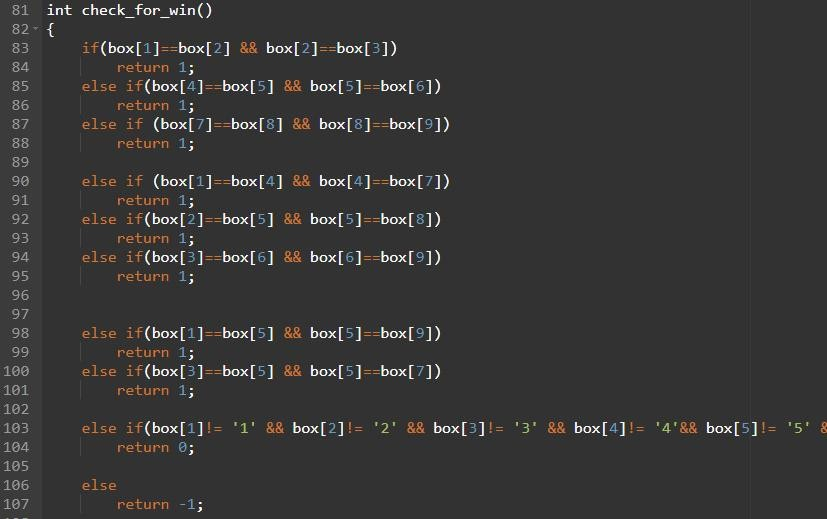 81 int check_for_win()
82 {
83     if(box[1]==box[2] && box[2]==box[3])
84         return 1;
85     else if(box[4]==box[5] && box[5]==box[6])
86         return 1;
87     else if (box[7]==box[8] && box[8]==box[9])
88         return 1;
89
90     else if (box[1]==box[4] && box[4]==box[7])
91         return 1;
92     else if(box[2]==box[5] && box[5]==box[8])
93         return 1;
94     else if(box[3]==box[6] && box[6]==box[9])
95         return 1;
96
97
98     else if(box[1]==box[5] && box[5]==box[9])
99         return 1;
100     else if(box[3]==box[5] && box[5]==box[7])
101         return 1;
102
103     else if(box[1]!= '1' && box[2]!= '2' && box[3]!= '3' && box[4]!= '4'&& box[5]!= '5' &
104         return 0;
105
106     else
107         return -1;